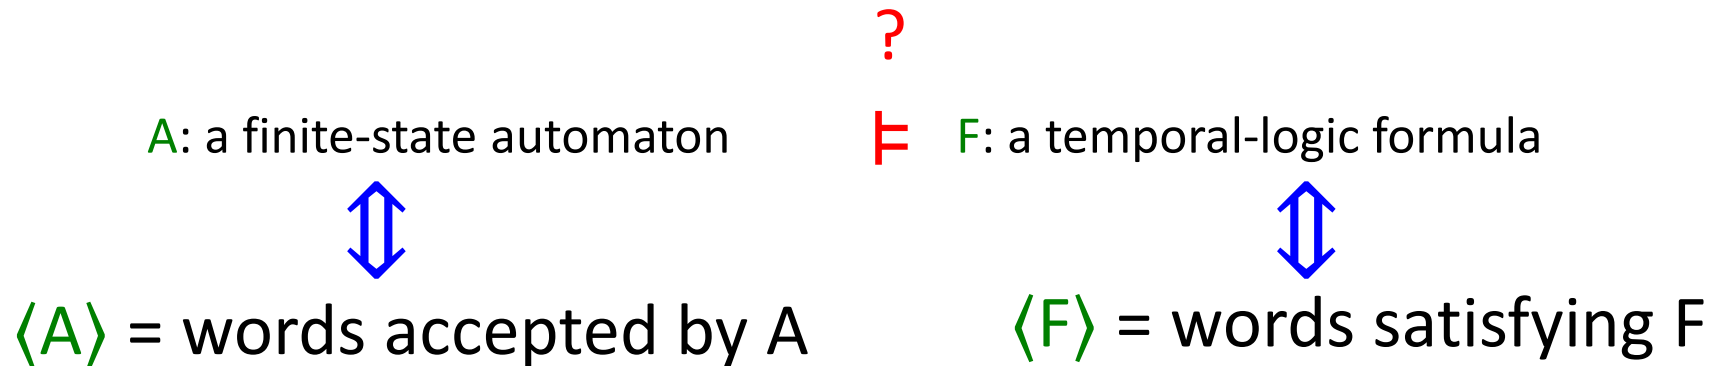 ?
A: a finite-state automaton ⊨ F: a temporal-logic formula
⇕ ⇕
⟨A⟩ = words accepted by A ⟨F⟩ = words satisfying F